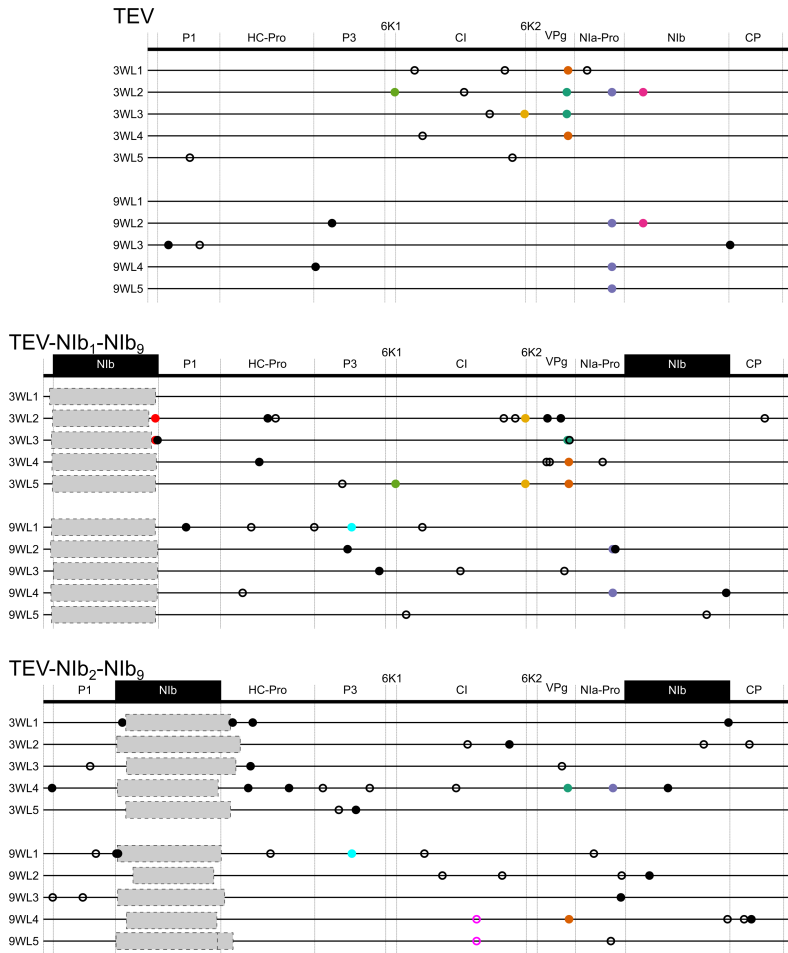 TEV
P1 HC-Pro P3 6K1 CI 6K2 VPg NIa-Pro NIb CP
3WL1
3WL2
3WL3
3WL4
3WL5
9WL1
9WL2
9WL3
9WL4
9WL5
TEV-NIb₁-NIb₉
NIb P1 HC-Pro P3 6K1 CI 6K2 VPg NIa-Pro NIb CP
3WL1
3WL2
3WL3
3WL4
3WL5
9WL1
9WL2
9WL3
9WL4
9WL5
TEV-NIb₂-NIb₉
P1 NIb HC-Pro P3 6K1 CI 6K2 VPg NIa-Pro NIb CP
3WL1
3WL2
3WL3
3WL4
3WL5
9WL1
9WL2
9WL3
9WL4
9WL5